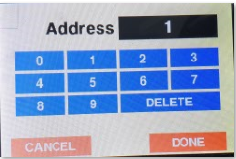 Address 1
0 1 2 3
4 5 6 7
8 9 DELETE
CANCEL DONE